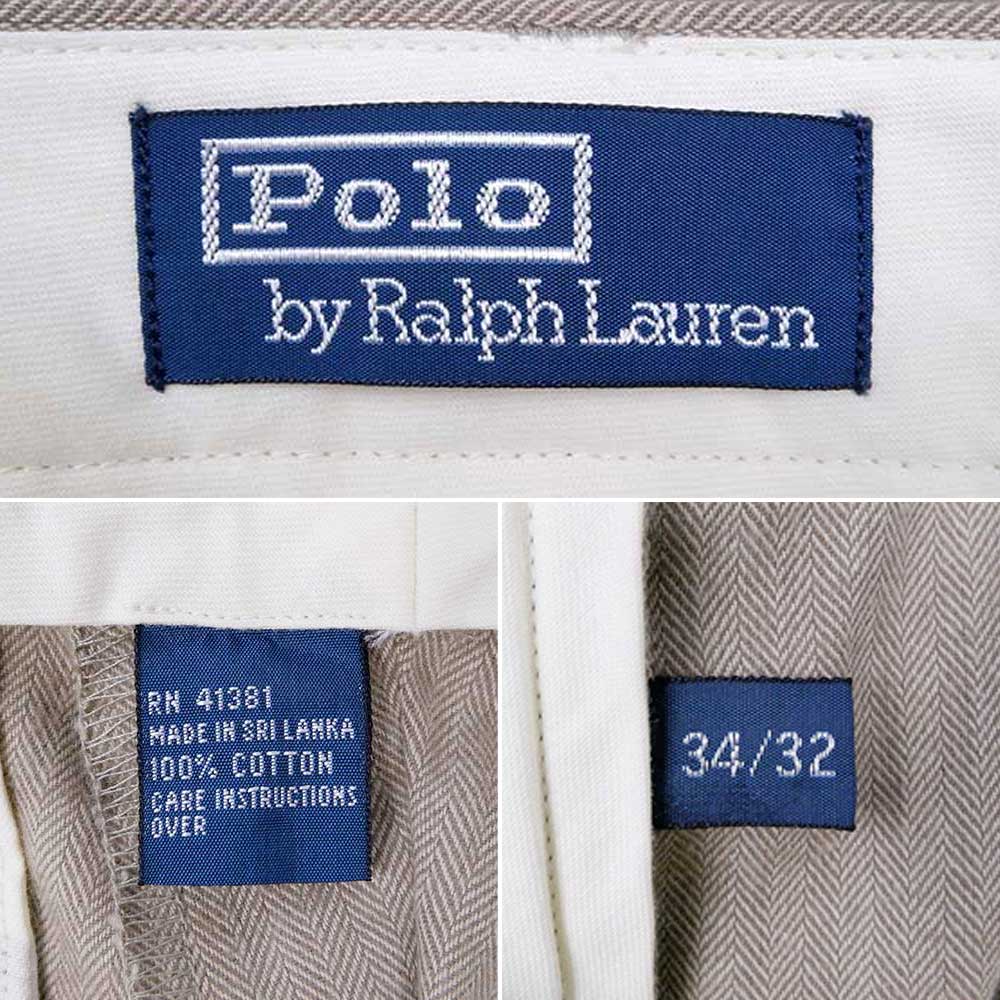 Polo
by Ralph Lauren
RN 41381
MADE IN SRI LANKA
100% COTTON
CARE INSTRUCTIONS
OVER
34/32